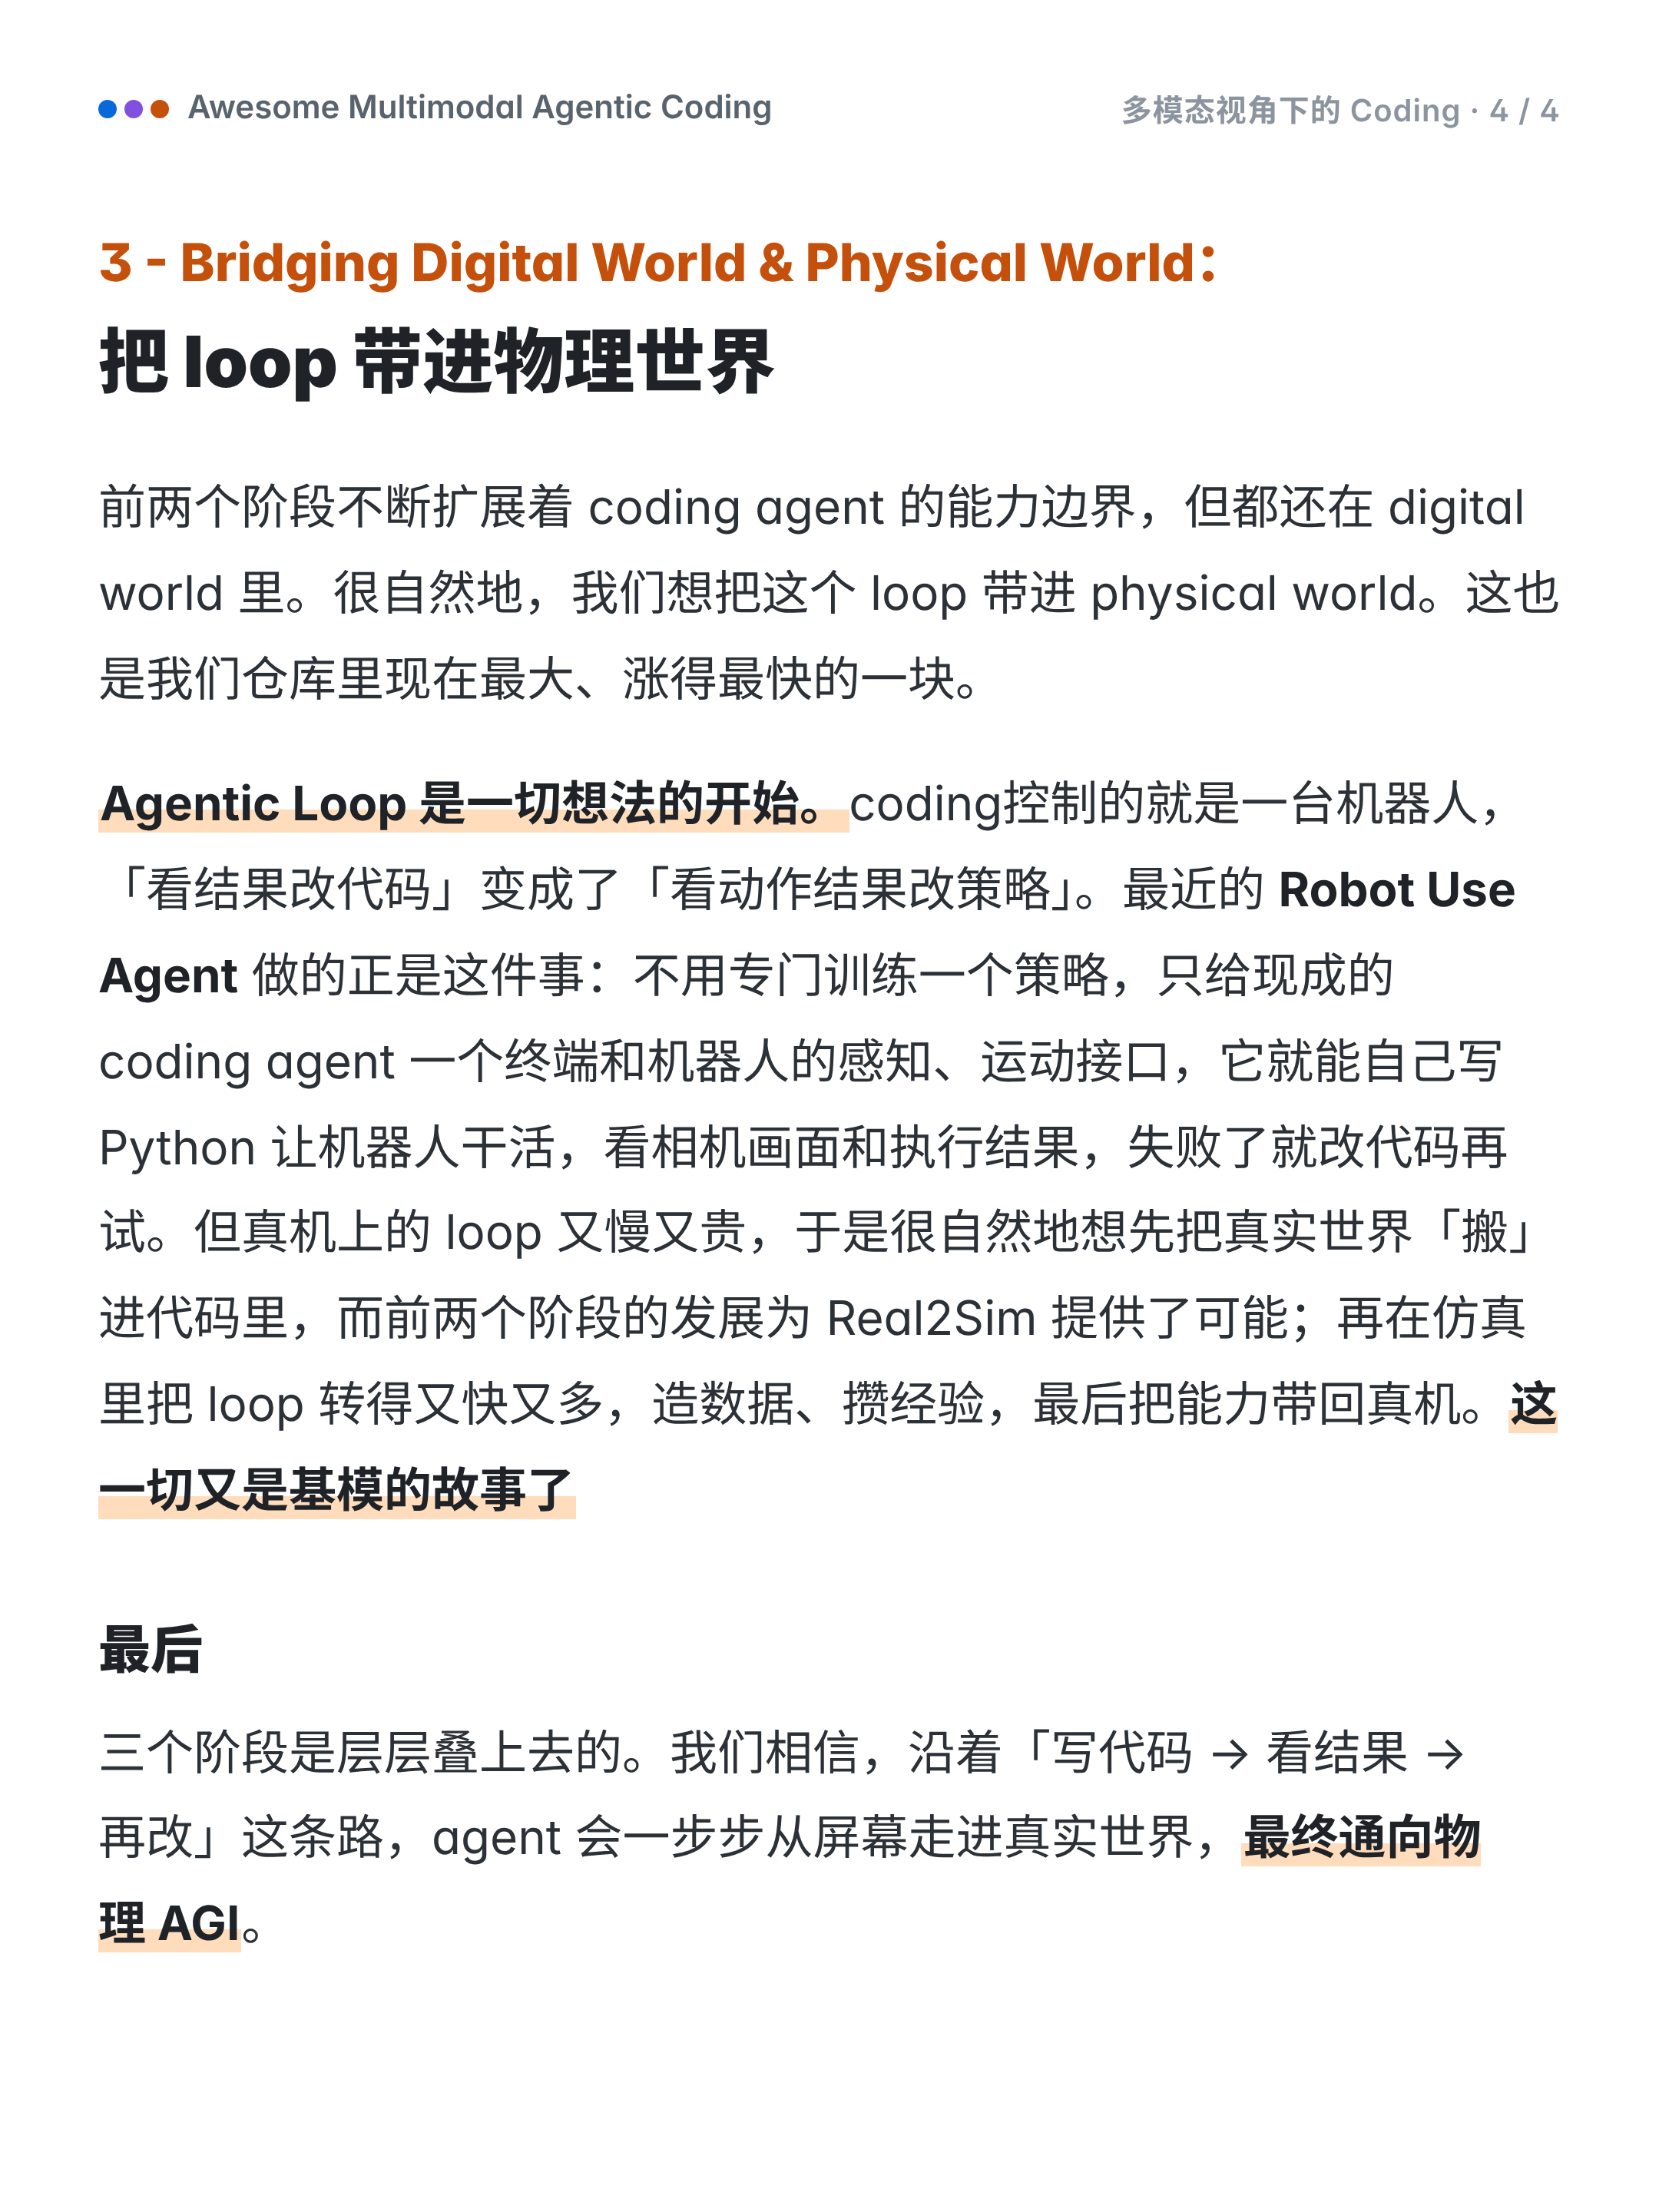 Awesome Multimodal Agentic Coding
多模态视角下的 Coding · 4 / 4
3 - Bridging Digital World & Physical World：
把 loop 带进物理世界
前两个阶段不断扩展着 coding agent 的能力边界，但都还在 digital
world 里。很自然地，我们想把这个 loop 带进 physical world。这也
是我们仓库里现在最大、涨得最快的一块。
Agentic Loop 是一切想法的开始。coding控制的就是一台机器人，
「看结果改代码」变成了「看动作结果改策略」。最近的 Robot Use
Agent 做的正是这件事：不用专门训练一个策略，只给现成的
coding agent 一个终端和机器人的感知、运动接口，它就能自己写
Python 让机器人干活，看相机画面和执行结果，失败了就改代码再
试。但真机上的 loop 又慢又贵，于是很自然地想先把真实世界「搬」
进代码里，而前两个阶段的发展为 Real2Sim 提供了可能；再在仿真
里把 loop 转得又快又多，造数据、攒经验，最后把能力带回真机。这
一切又是基模的故事了
最后
三个阶段是层层叠上去的。我们相信，沿着「写代码 → 看结果 →
再改」这条路，agent 会一步步从屏幕走进真实世界，最终通向物
理 AGI。